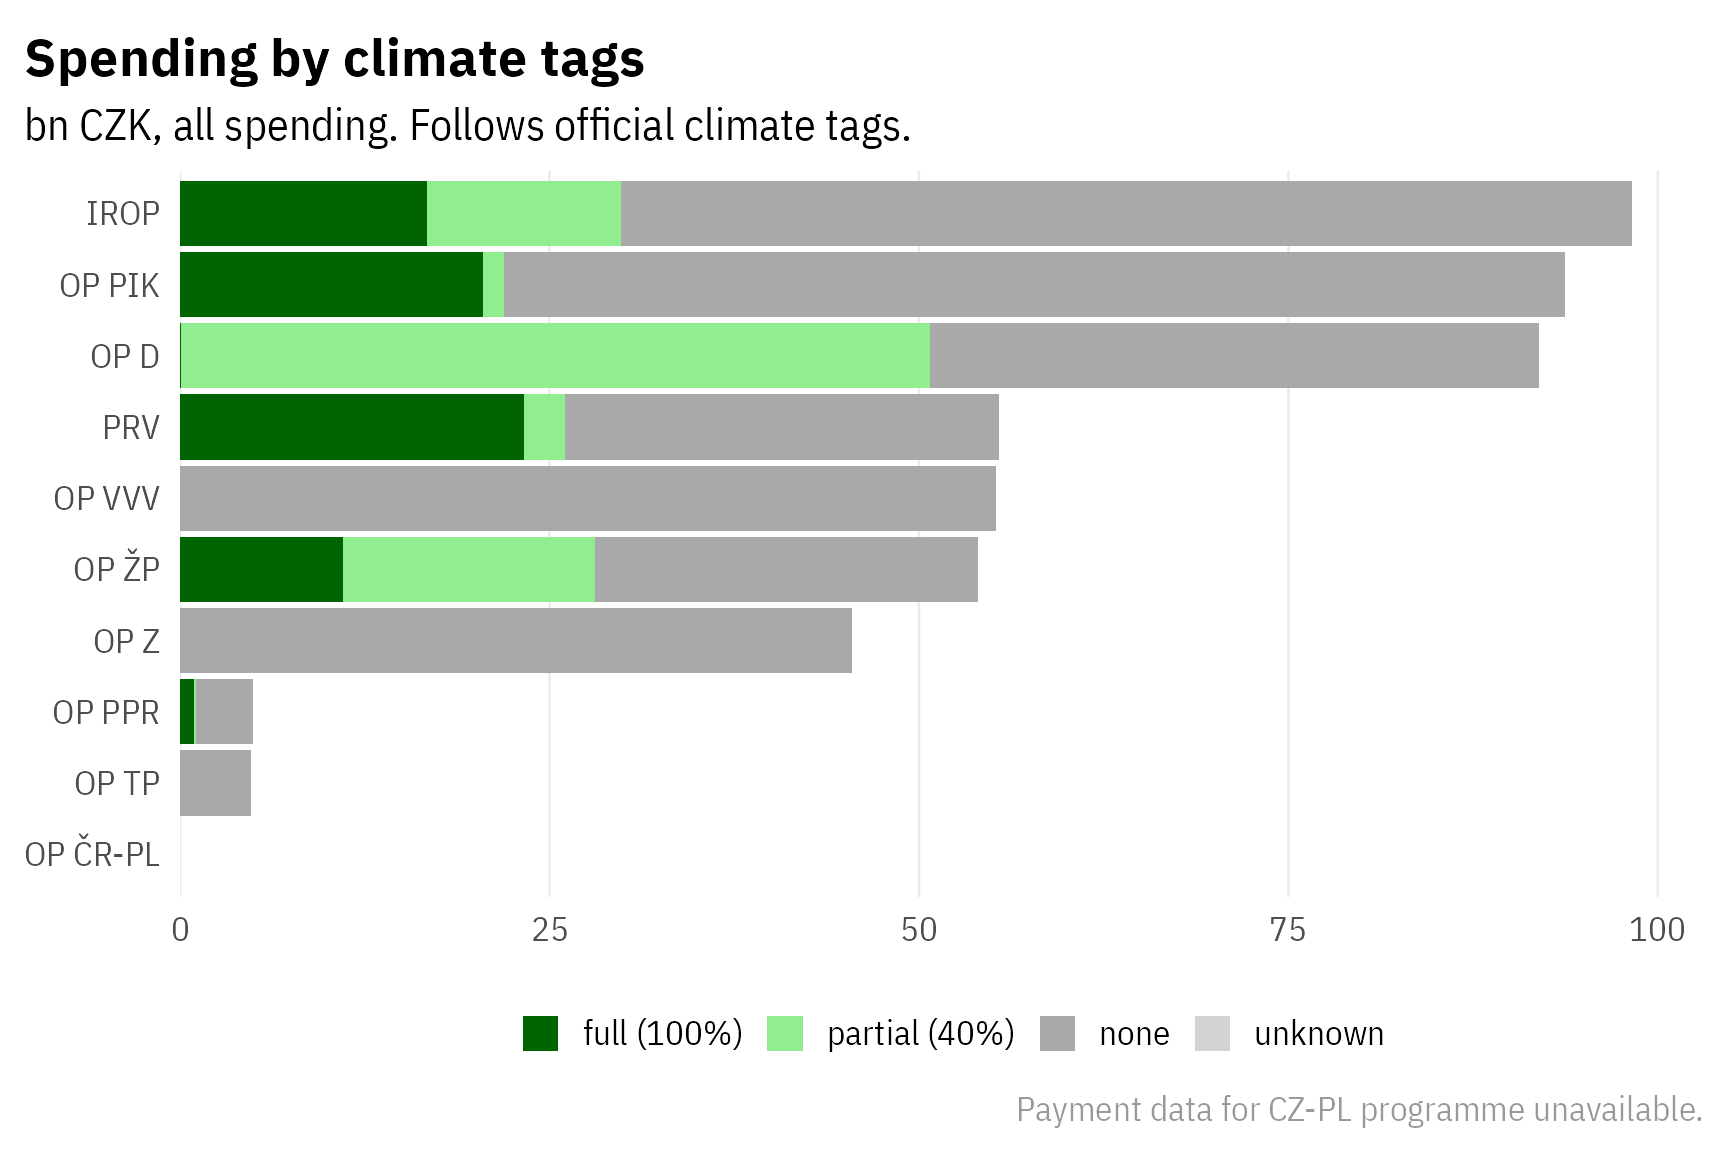 Spending by climate tags
bn CZK, all spending. Follows official climate tags.
IROP
OP PIK
OP D
PRV
OP VVV
OP ŽP
OP Z
OP PPR
OP TP
OP ČR-PL
0 25 50 75 100
full (100%) partial (40%) none unknown
Payment data for CZ-PL programme unavailable.